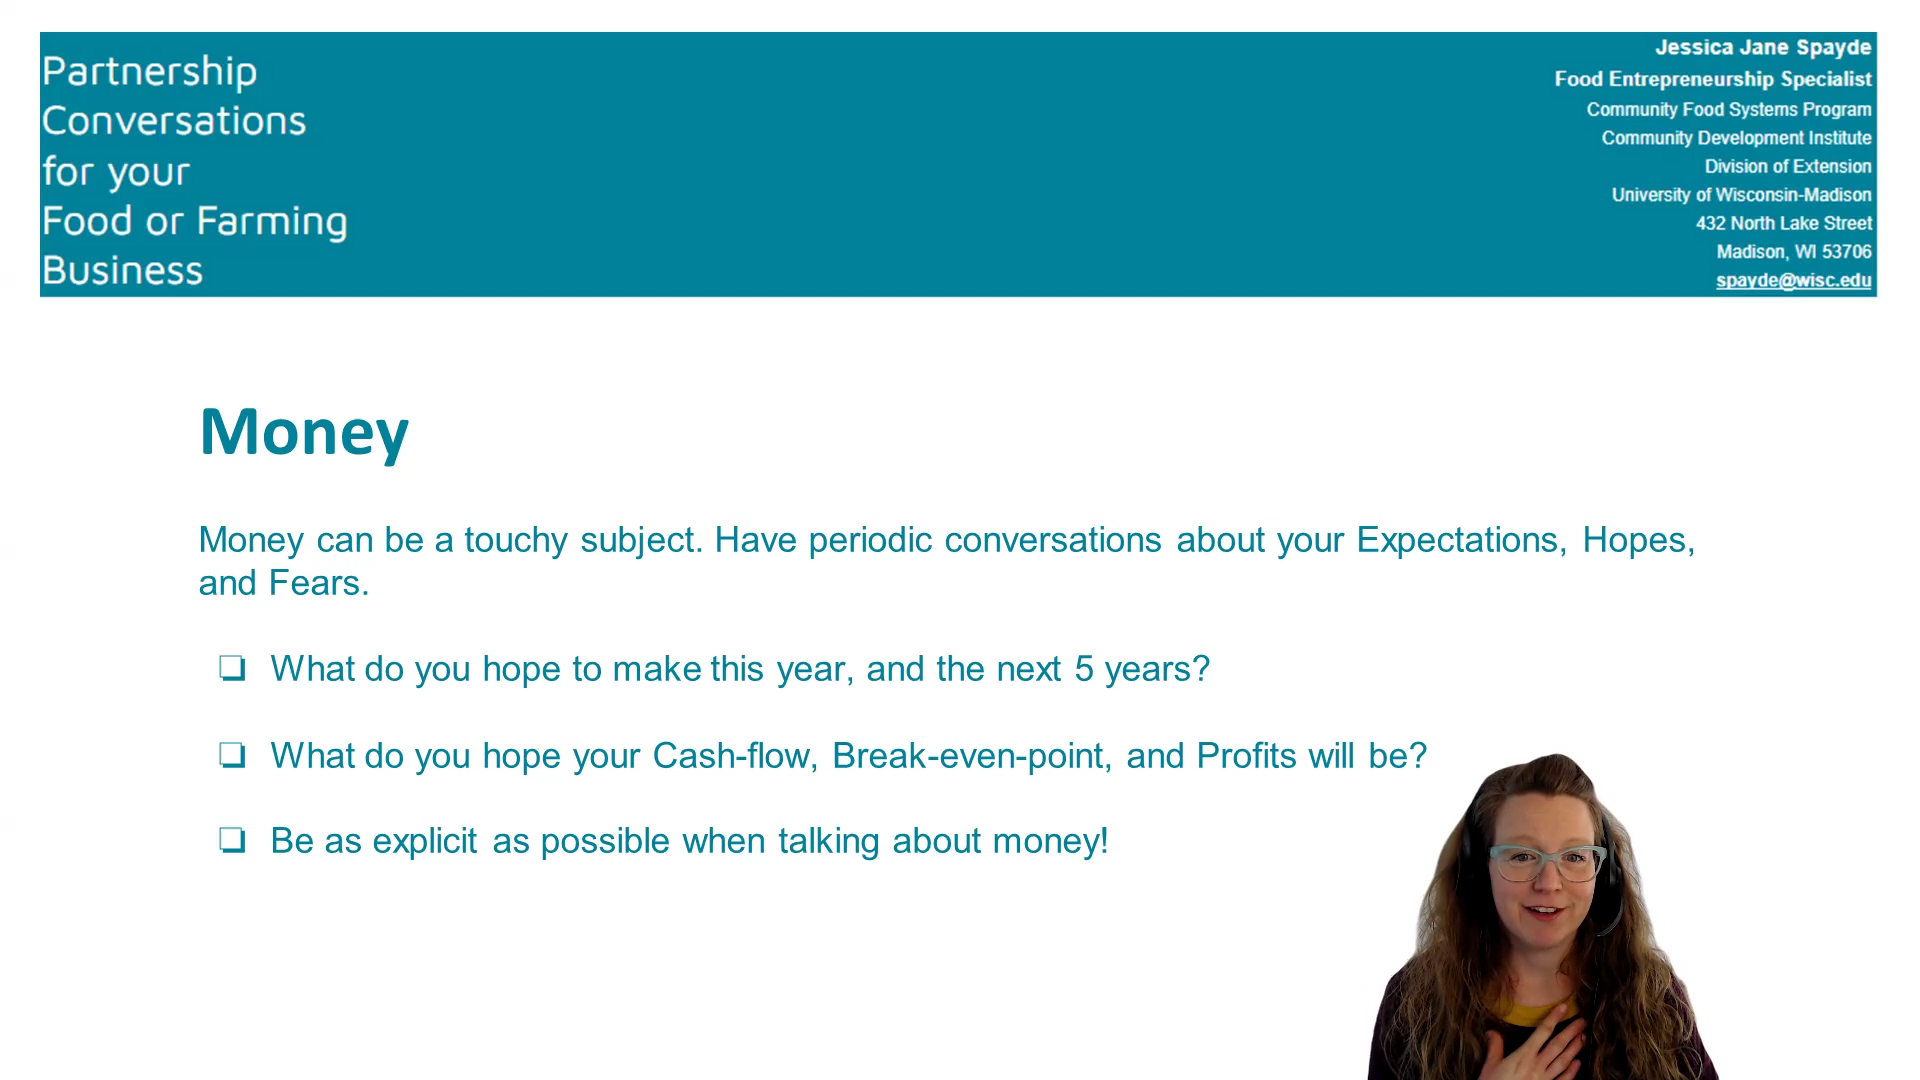 Partnership
Conversations
for your
Food or Farming
Business
Jessica Jane Spayde
Food Entrepreneurship Specialist
Community Food Systems Program
Community Development Institute
Division of Extension
University of Wisconsin-Madison
432 North Lake Street
Madison, WI 53706
spayde@wisc.edu
Money
Money can be a touchy subject. Have periodic conversations about your Expectations, Hopes,
and Fears.
❏ What do you hope to make this year, and the next 5 years?
❏ What do you hope your Cash-flow, Break-even-point, and Profits will be?
❏ Be as explicit as possible when talking about money!